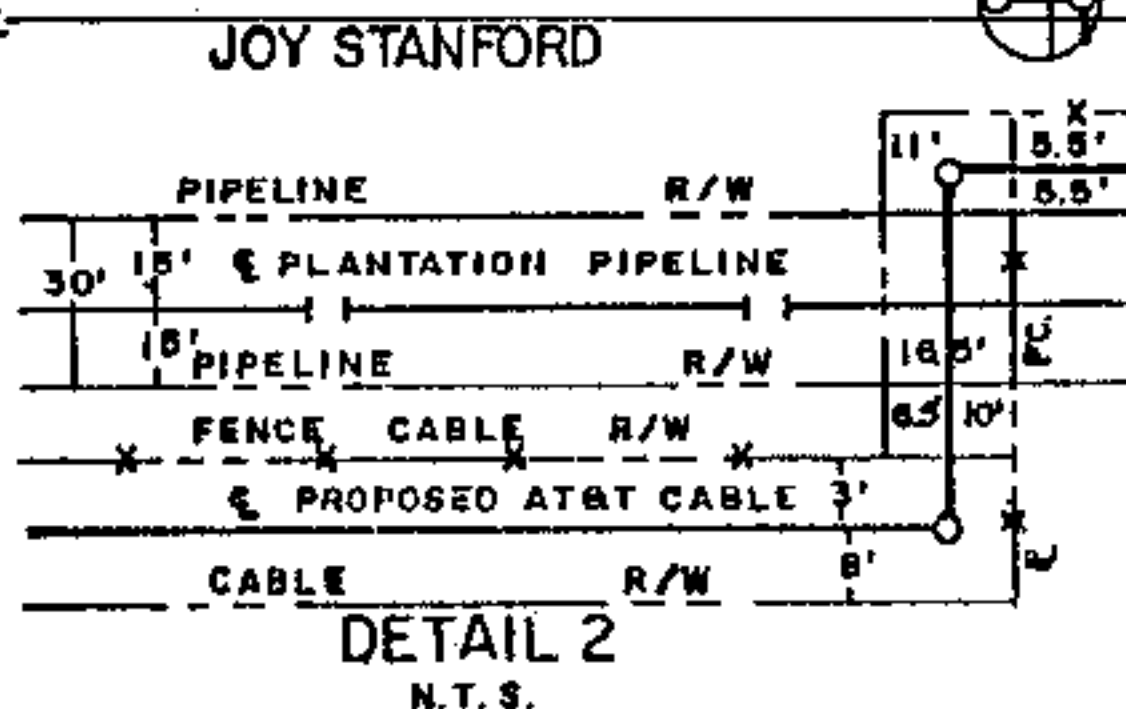 JOY STANFORD
11' 5.5'
PIPELINE R/W 5.5'
30' 15' ℄ PLANTATION PIPELINE
15' PIPELINE R/W 16.5'
FENCE CABLE R/W 6.5' 10'
℄ PROPOSED AT&T CABLE 3'
CABLE R/W 8'
DETAIL 2
N.T.S.